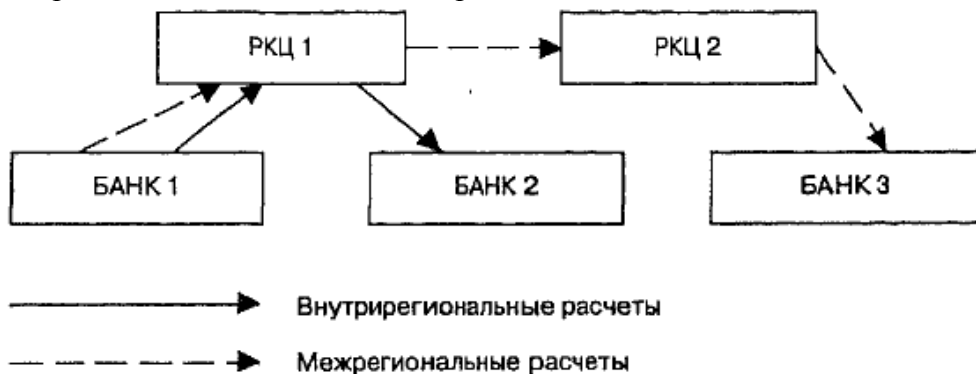 РКЦ 1
РКЦ 2
БАНК 1
БАНК 2
БАНК 3
Внутрирегиональные расчеты
Межрегиональные расчеты